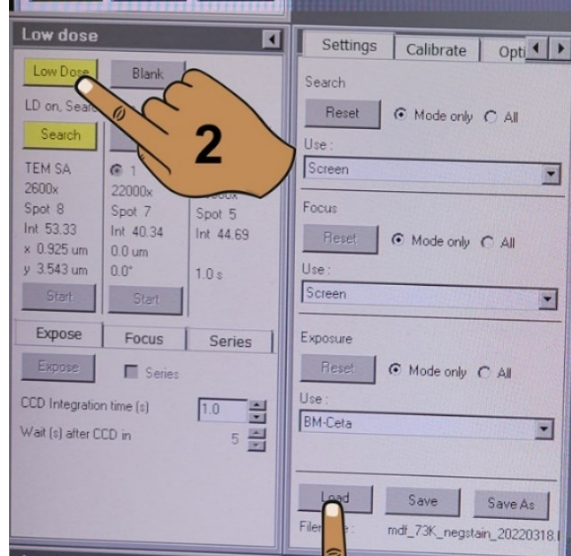 Low dose
Low Dose
Blank
LD on, Sear
Search
2
TEM SA
1
2600x
22000x
Spot 8
Spot 7
Spot 5
Int 53.33
Int 40.34
Int 44.69
x 0.925 um
0.0 um
y 3.543 um
0.0°
1.0 s
Start
Start
Expose
Focus
Series
Expose
Series
CCD Integration time (s)
1.0
Wait (s) after CCD in
5
Settings
Calibrate
Opti
Search
Reset
Mode only
All
Use :
Screen
Focus
Reset
Mode only
All
Use :
Screen
Exposure
Reset
Mode only
All
Use :
BM-Ceta
Load
Save
Save As
mdf_73K_negstain_20220318.l